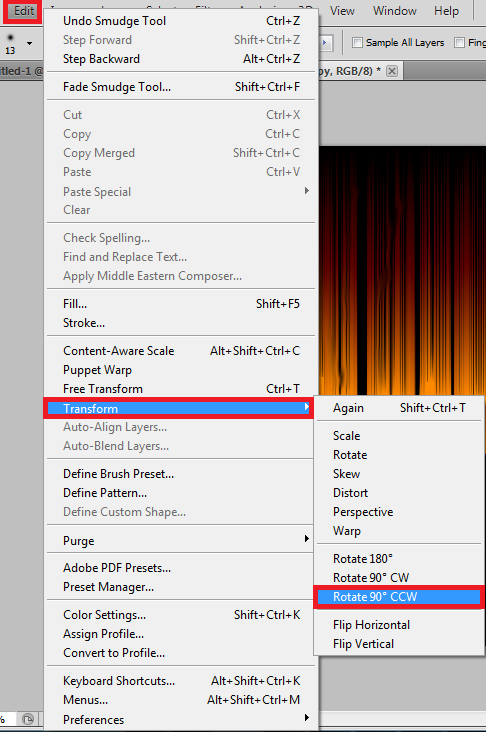 Edit View Window Help
13 Sample All Layers
py, RGB/8) *
Undo Smudge Tool Ctrl+Z
Step Forward Shift+Ctrl+Z
Step Backward Alt+Ctrl+Z
Fade Smudge Tool... Shift+Ctrl+F
Cut Ctrl+X
Copy Ctrl+C
Copy Merged Shift+Ctrl+C
Paste Ctrl+V
Paste Special
Clear
Check Spelling...
Find and Replace Text...
Apply Middle Eastern Composer...
Fill... Shift+F5
Stroke...
Content-Aware Scale Alt+Shift+Ctrl+C
Puppet Warp
Free Transform Ctrl+T
Transform
Auto-Align Layers...
Auto-Blend Layers...
Define Brush Preset...
Define Pattern...
Define Custom Shape...
Purge
Adobe PDF Presets...
Preset Manager...
Color Settings... Shift+Ctrl+K
Assign Profile...
Convert to Profile...
Keyboard Shortcuts... Alt+Shift+Ctrl+K
Menus... Alt+Shift+Ctrl+M
Preferences
Again Shift+Ctrl+T
Scale
Rotate
Skew
Distort
Perspective
Warp
Rotate 180°
Rotate 90° CW
Rotate 90° CCW
Flip Horizontal
Flip Vertical
%